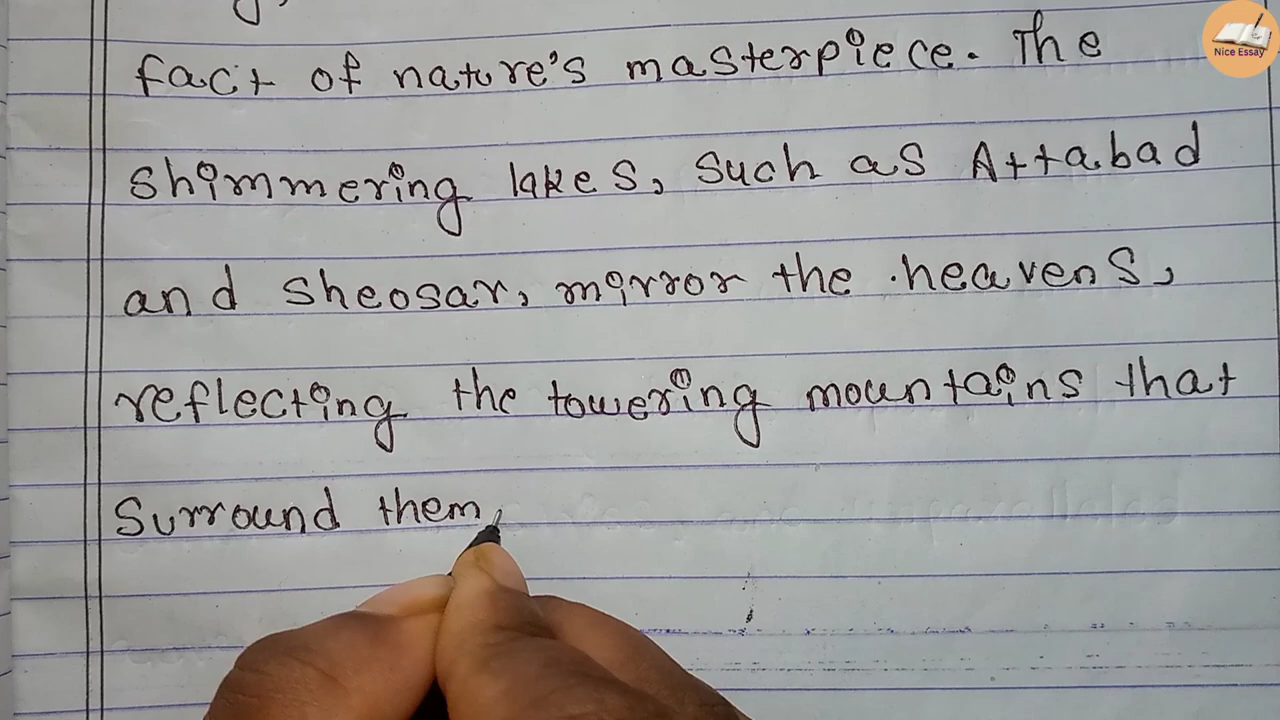 Nice Essay
fact of nature's masterpiece. The
shimmering lakes, such as Attabad
and Sheosar, mirror the heavens,
reflecting the towering mountains that
Surround them,